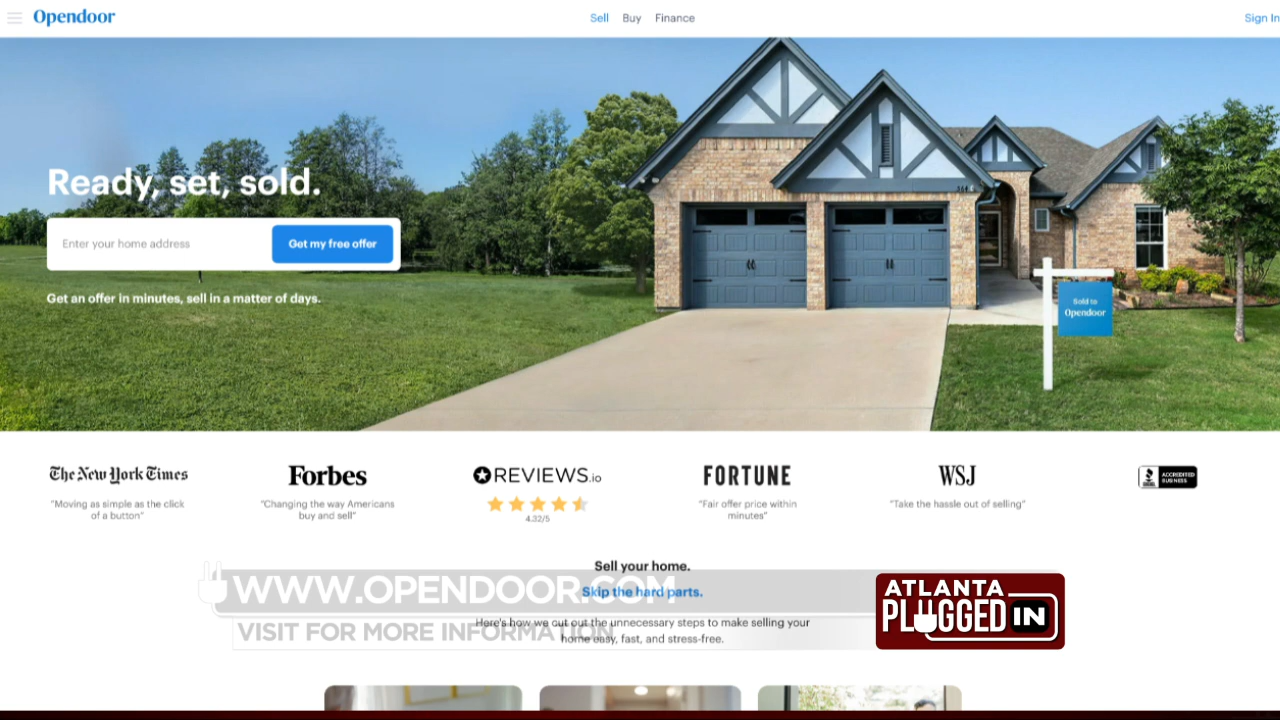 Opendoor
Sell Buy Finance
Sign In
Ready, set, sold.
Enter your home address
Get my free offer
Get an offer in minutes, sell in a matter of days.
364
Sold to
Opendoor
The New York Times
"Moving as simple as the click
of a button"
Forbes
"Changing the way Americans
buy and sell"
REVIEWS.io
4.32/5
FORTUNE
"Fair offer price within
minutes"
WSJ
"Take the hassle out of selling"
ACCREDITED
BUSINESS
Sell your home.
Skip the hard parts.
Here's how we cut out the unnecessary steps to make selling your
home easy, fast, and stress-free.
WWW.OPENDOOR.COM
VISIT FOR MORE INFORMATION
ATLANTA
PLUGGED IN